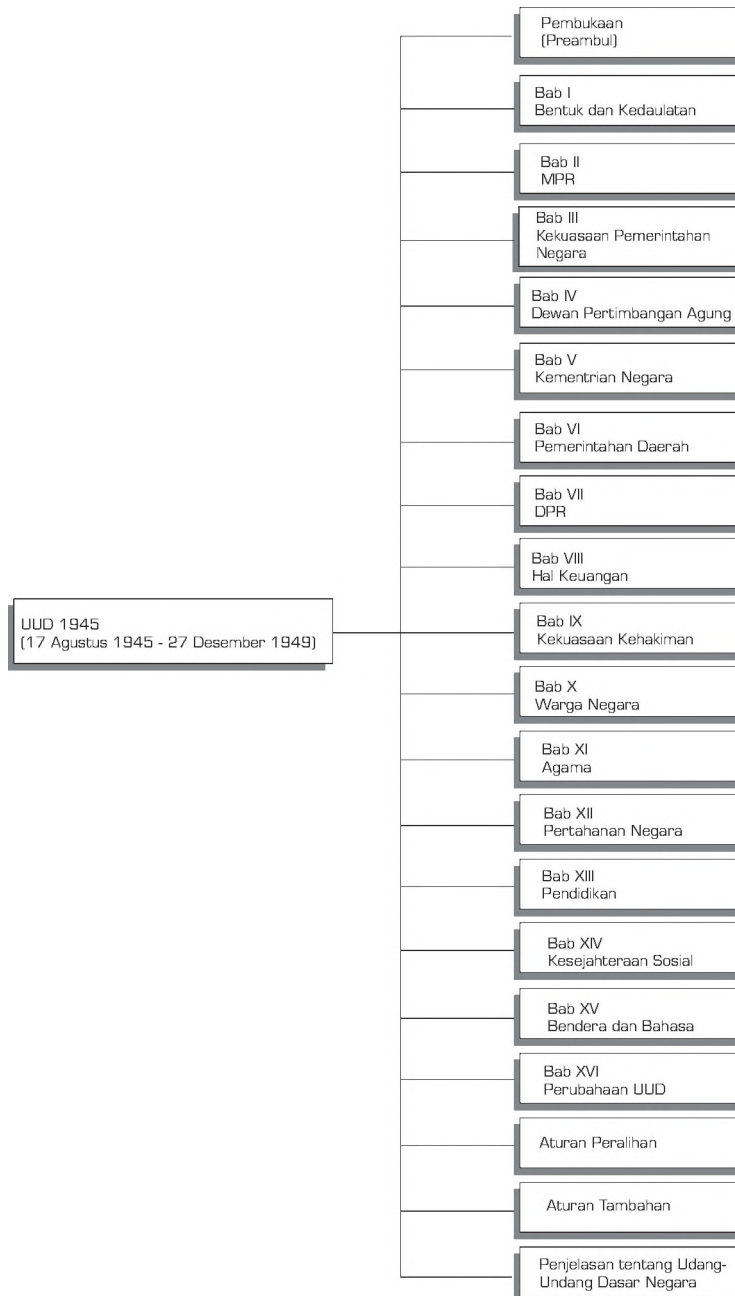 Pembukaan
(Preambul)
Bab I
Bentuk dan Kedaulatan
Bab II
MPR
Bab III
Kekuasaan Pemerintahan
Negara
Bab IV
Dewan Pertimbangan Agung
Bab V
Kementrian Negara
Bab VI
Pemerintahan Daerah
Bab VII
DPR
Bab VIII
Hal Keuangan
UUD 1945
(17 Agustus 1945 - 27 Desember 1949)
Bab IX
Kekuasaan Kehakiman
Bab X
Warga Negara
Bab XI
Agama
Bab XII
Pertahanan Negara
Bab XIII
Pendidikan
Bab XIV
Kesejahteraan Sosial
Bab XV
Bendera dan Bahasa
Bab XVI
Perubahaan UUD
Aturan Peralihan
Aturan Tambahan
Penjelasan tentang Udang-
Undang Dasar Negara